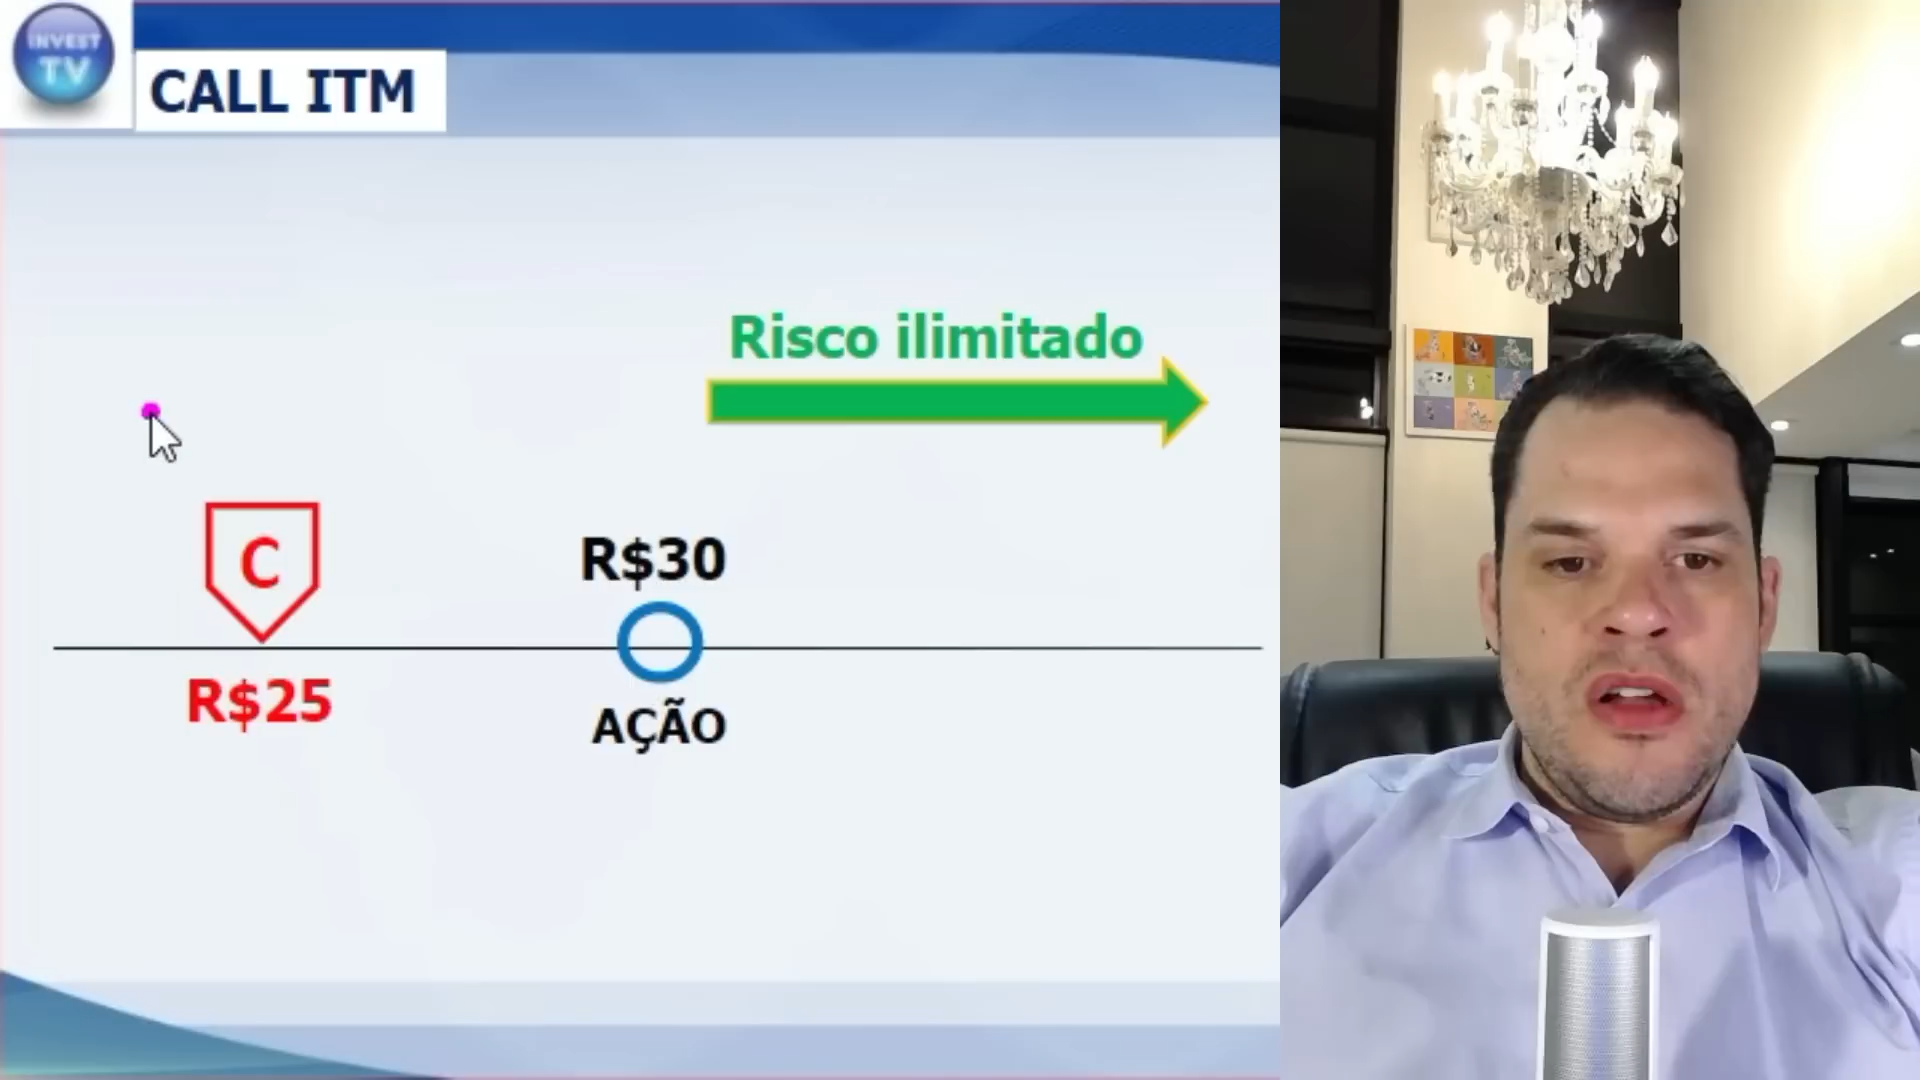 INVEST
TV
CALL ITM
Risco ilimitado
C
R$30
R$25
AÇÃO